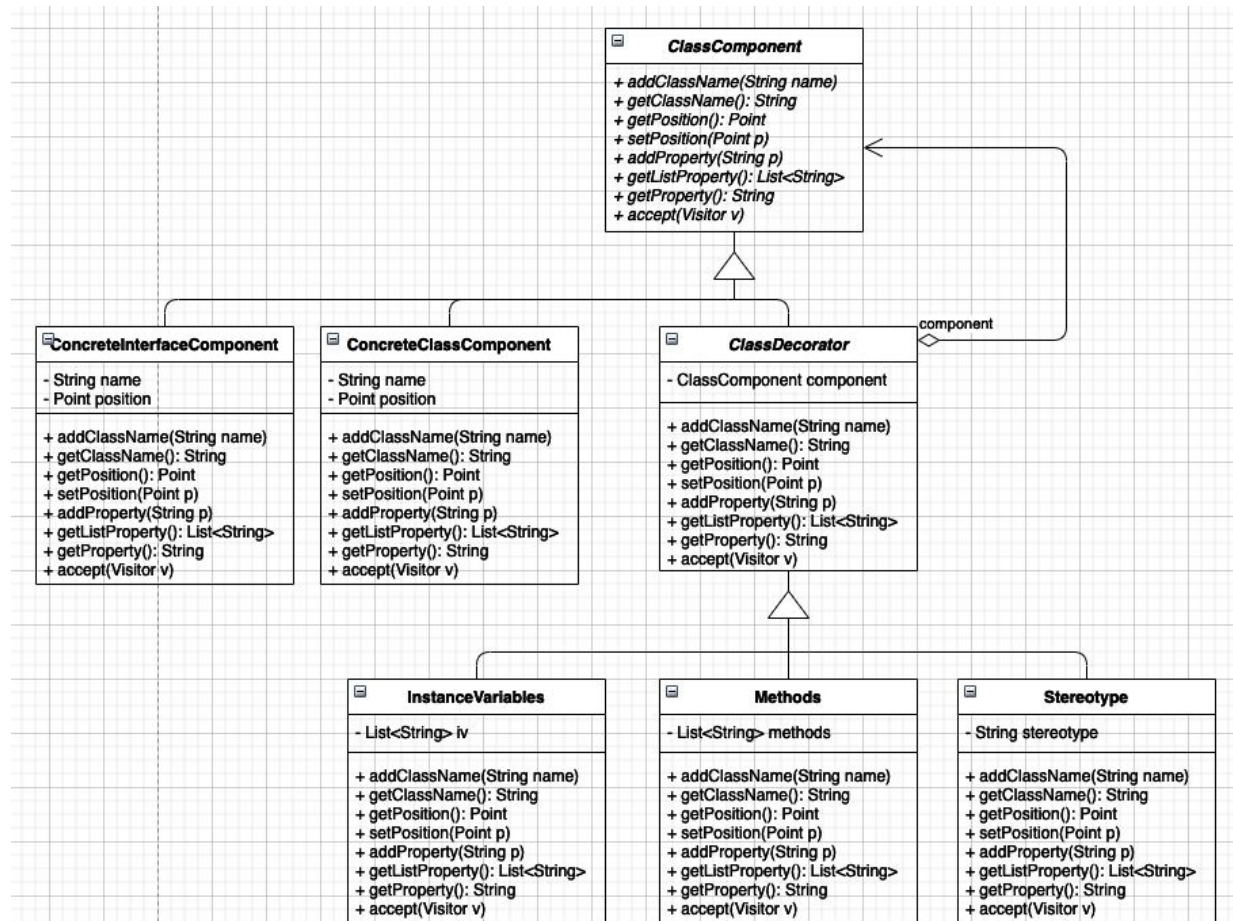 ClassComponent
+ addClassName(String name)
+ getClassName(): String
+ getPosition(): Point
+ setPosition(Point p)
+ addProperty(String p)
+ getListProperty(): List<String>
+ getProperty(): String
+ accept(Visitor v)
component
ConcreteInterfaceComponent
- String name
- Point position
+ addClassName(String name)
+ getClassName(): String
+ getPosition(): Point
+ setPosition(Point p)
+ addProperty(String p)
+ getListProperty(): List<String>
+ getProperty(): String
+ accept(Visitor v)
ConcreteClassComponent
- String name
- Point position
+ addClassName(String name)
+ getClassName(): String
+ getPosition(): Point
+ setPosition(Point p)
+ addProperty(String p)
+ getListProperty(): List<String>
+ getProperty(): String
+ accept(Visitor v)
ClassDecorator
- ClassComponent component
+ addClassName(String name)
+ getClassName(): String
+ getPosition(): Point
+ setPosition(Point p)
+ addProperty(String p)
+ getListProperty(): List<String>
+ getProperty(): String
+ accept(Visitor v)
InstanceVariables
- List<String> iv
+ addClassName(String name)
+ getClassName(): String
+ getPosition(): Point
+ setPosition(Point p)
+ addProperty(String p)
+ getListProperty(): List<String>
+ getProperty(): String
+ accept(Visitor v)
Methods
- List<String> methods
+ addClassName(String name)
+ getClassName(): String
+ getPosition(): Point
+ setPosition(Point p)
+ addProperty(String p)
+ getListProperty(): List<String>
+ getProperty(): String
+ accept(Visitor v)
Stereotype
- String stereotype
+ addClassName(String name)
+ getClassName(): String
+ getPosition(): Point
+ setPosition(Point p)
+ addProperty(String p)
+ getListProperty(): List<String>
+ getProperty(): String
+ accept(Visitor v)